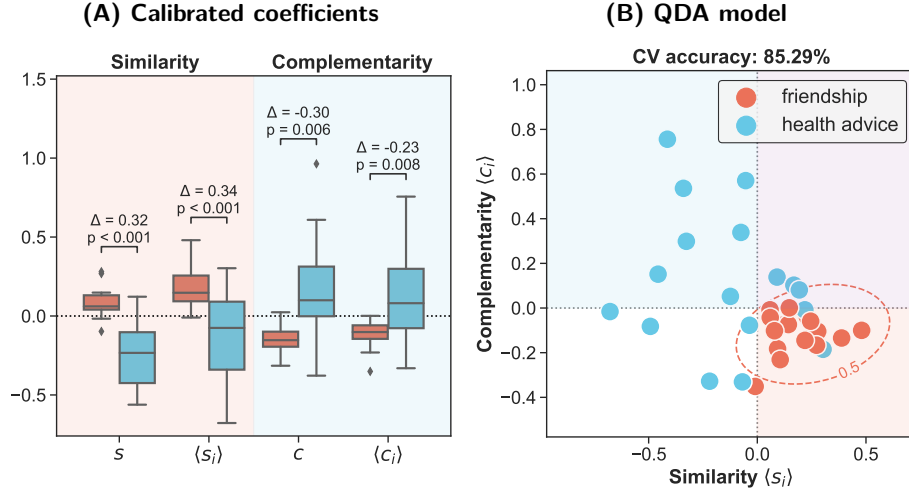 (A) Calibrated coefficients
Similarity
Complementarity
1.5
1.0
0.5
0.0
−0.5
Δ = 0.32
p < 0.001
Δ = 0.34
p < 0.001
Δ = -0.30
p = 0.006
Δ = -0.23
p = 0.008
s
⟨sᵢ⟩
c
⟨cᵢ⟩
(B) QDA model
CV accuracy: 85.29%
friendship
health advice
Complementarity ⟨cᵢ⟩
1.0
0.8
0.6
0.4
0.2
0.0
−0.2
−0.4
0.5
−0.5
0.0
0.5
Similarity ⟨sᵢ⟩